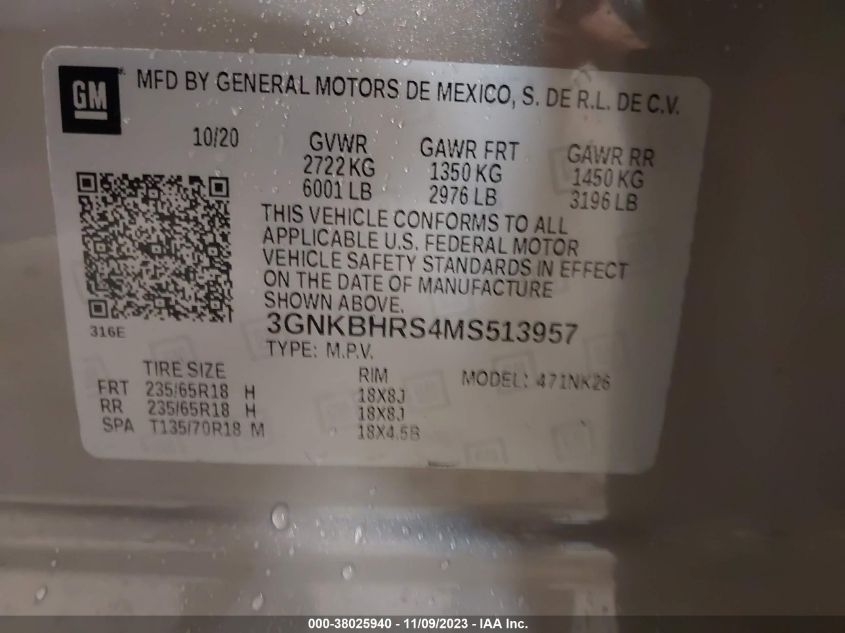 GM
MFD BY GENERAL MOTORS DE MEXICO, S. DE R.L. DE C.V.
10/20 GVWR GAWR FRT GAWR RR
2722 KG 1350 KG 1450 KG
6001 LB 2976 LB 3196 LB
THIS VEHICLE CONFORMS TO ALL
APPLICABLE U.S. FEDERAL MOTOR
VEHICLE SAFETY STANDARDS IN EFFECT
ON THE DATE OF MANUFACTURE
SHOWN ABOVE.
316E
3GNKBHRS4MS513957
TYPE: M.P.V.
TIRE SIZE RIM MODEL: 471NK26
FRT 235/65R18 H 18X8J
RR 235/65R18 H 18X8J
SPA T135/70R18 M 18X4.5B
000-38025940 - 11/09/2023 - IAA Inc.